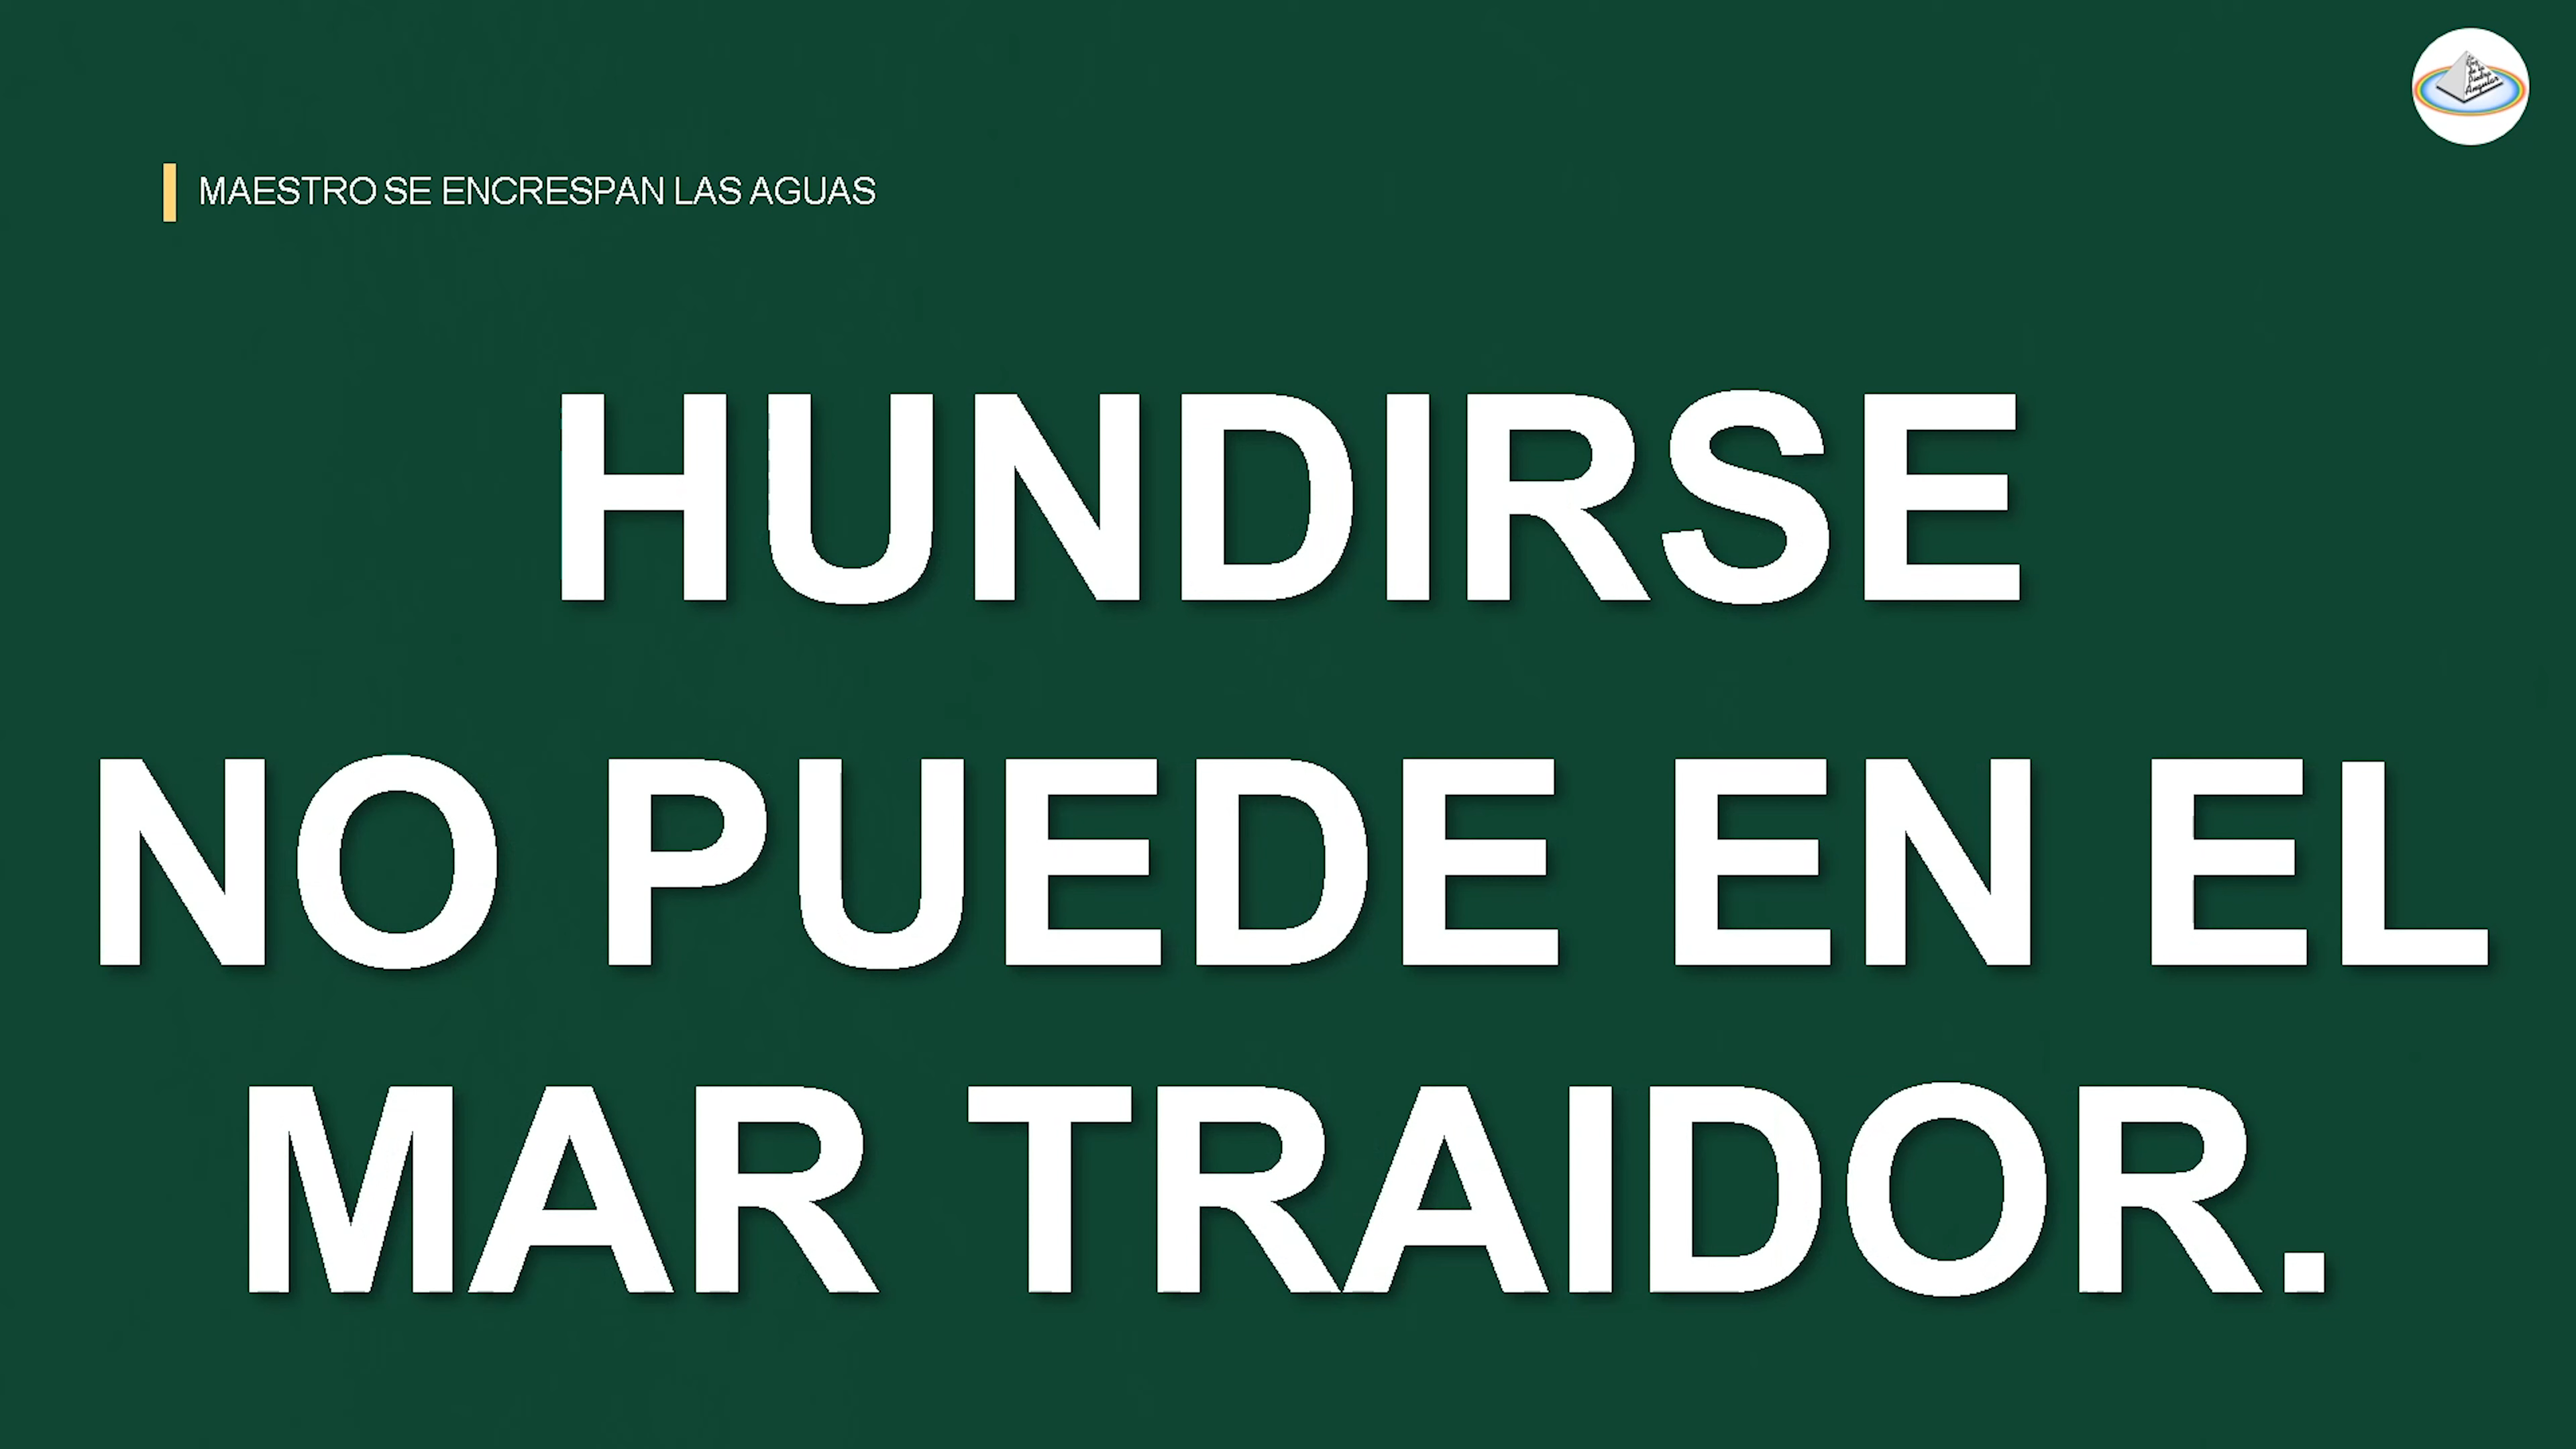 MAESTRO SE ENCRESPAN LAS AGUAS
HUNDIRSE
NO PUEDE EN EL
MAR TRAIDOR.